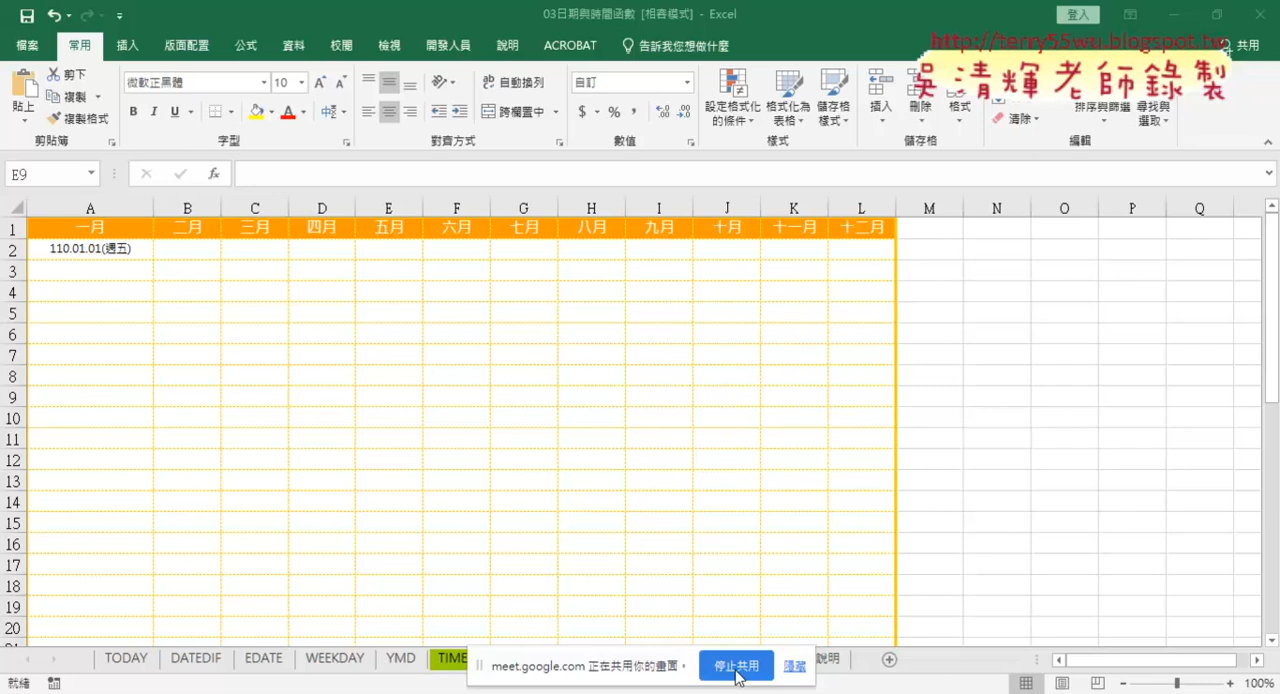 03日期與時間函數 [相容模式] - Excel
登入
檔案 常用 插入 版面配置 公式 資料 校閱 檢視 開發人員 說明 ACROBAT 告訴我您想做什麼 共用
http://terry55wu.blogspot.tw
吳清輝老師錄製
貼上 剪下 複製 複製格式 剪貼簿
微軟正黑體 10 B I U A 字型
自動換列 跨欄置中 對齊方式
自訂 $ % 數值
設定格式化的條件 格式化為表格 儲存格樣式 樣式
插入 刪除 格式 儲存格
清除 排序與篩選 尋找與選取 編輯
E9 fx
A B C D E F G H I J K L M N O P Q
1 一月 二月 三月 四月 五月 六月 七月 八月 九月 十月 十一月 十二月
2 110.01.01(週五)
3
4
5
6
7
8
9
10
11
12
13
14
15
16
17
18
19
20
TODAY DATEDIF EDATE WEEKDAY YMD TIME 說明
meet.google.com 正在共用你的畫面。 停止共用 隱藏
就緒 100%